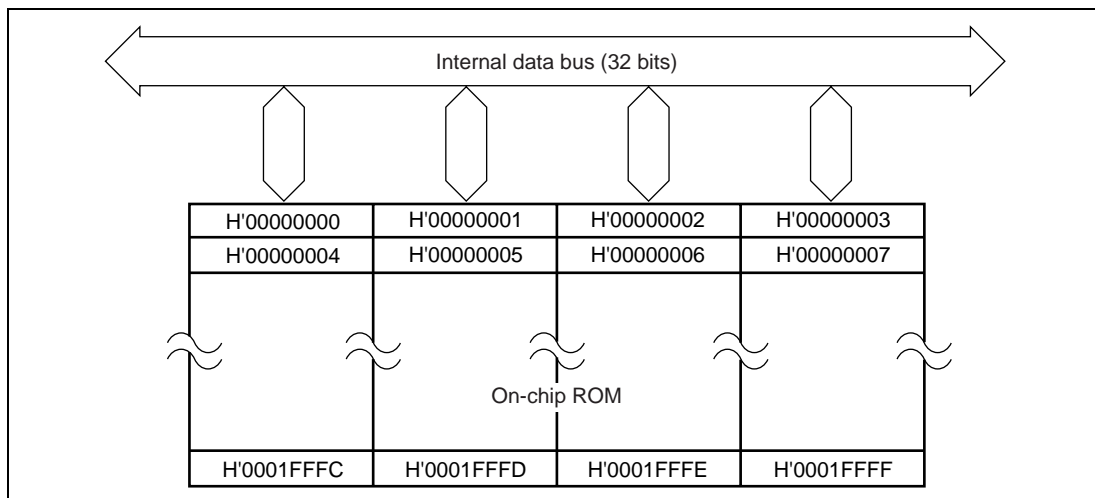 Internal data bus (32 bits)
H'00000000 H'00000001 H'00000002 H'00000003
H'00000004 H'00000005 H'00000006 H'00000007
On-chip ROM
H'0001FFFC H'0001FFFD H'0001FFFE H'0001FFFF